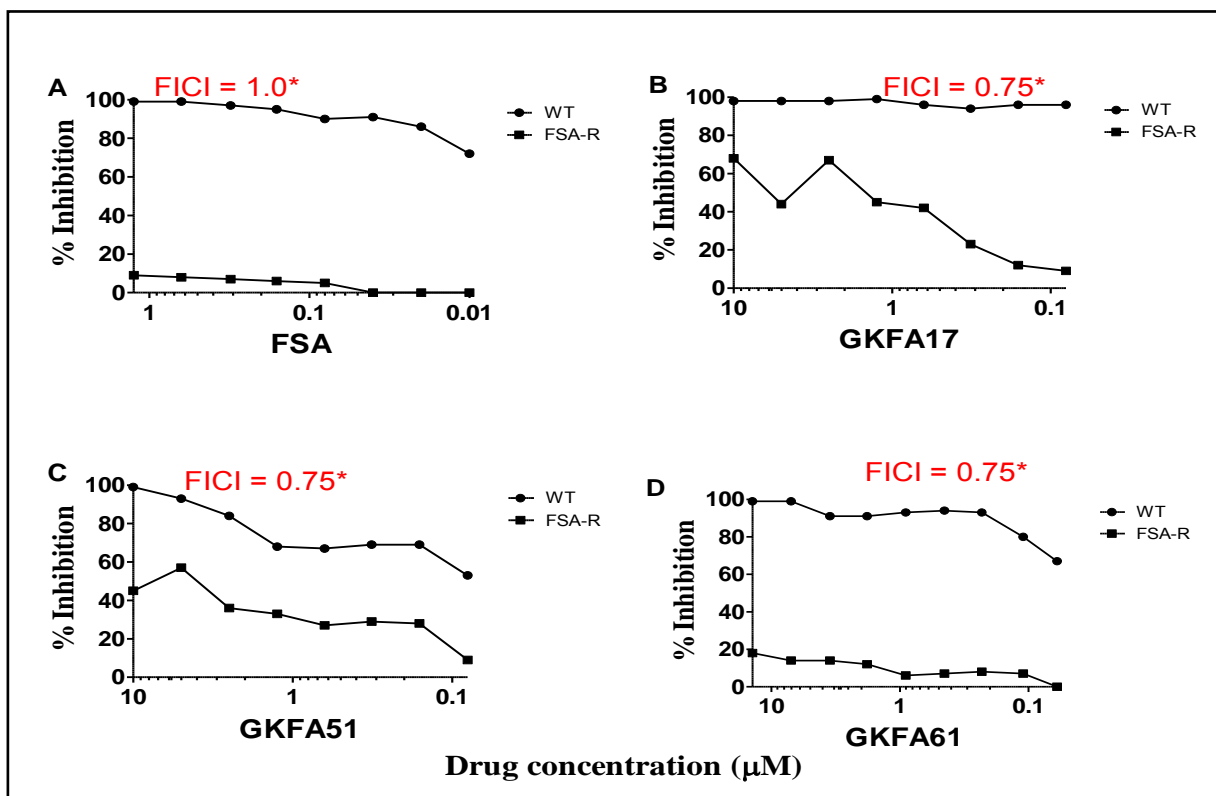 A
FICI = 1.0*
100
80
60
40
20
0
% Inhibition
1
0.1
0.01
FSA
WT
FSA-R
B
FICI = 0.75*
100
80
60
40
20
0
% Inhibition
10
1
0.1
GKFA17
WT
FSA-R
C
FICI = 0.75*
100
80
60
40
20
0
% Inhibition
10
1
0.1
GKFA51
WT
FSA-R
D
FICI = 0.75*
100
80
60
40
20
0
% Inhibition
10
1
0.1
GKFA61
WT
FSA-R
Drug concentration (μM)